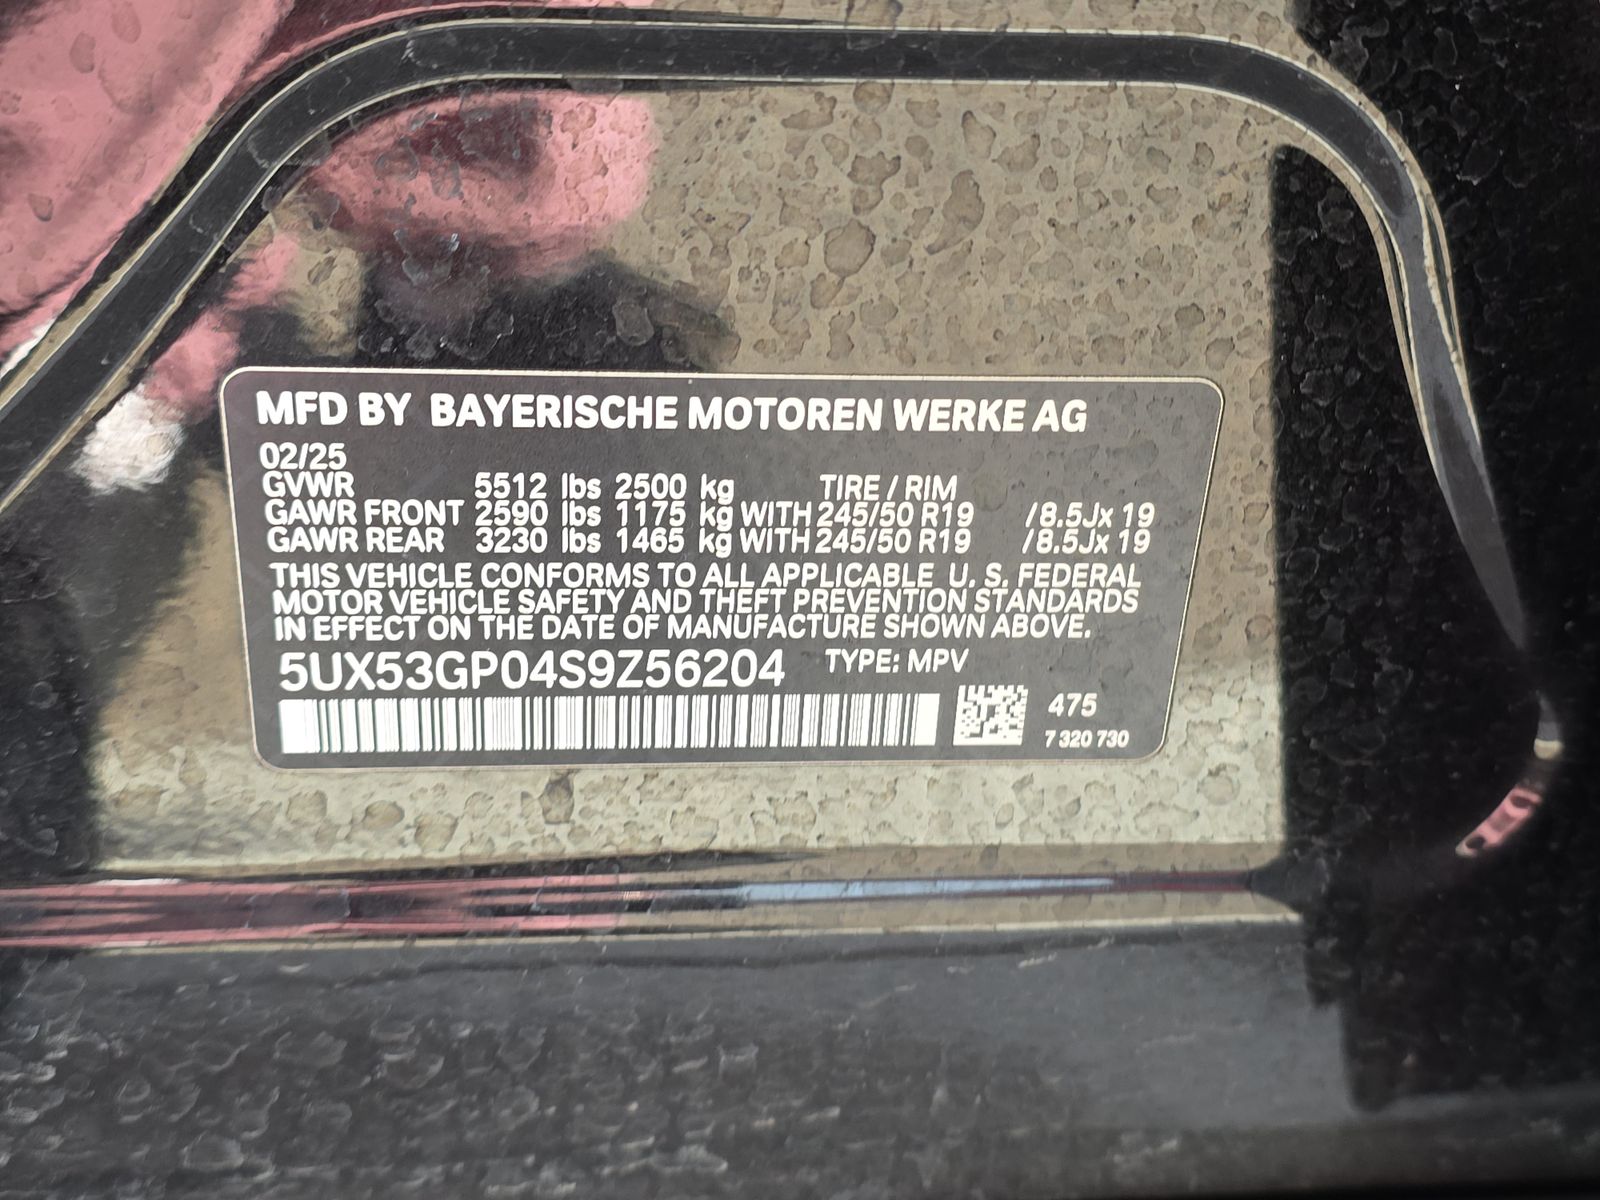 MFD BY BAYERISCHE MOTOREN WERKE AG
02/25
GVWR 5512 lbs 2500 kg TIRE / RIM
GAWR FRONT 2590 lbs 1175 kg WITH 245/50 R19 /8.5Jx 19
GAWR REAR 3230 lbs 1465 kg WITH 245/50 R19 /8.5Jx 19
THIS VEHICLE CONFORMS TO ALL APPLICABLE U. S. FEDERAL
MOTOR VEHICLE SAFETY AND THEFT PREVENTION STANDARDS
IN EFFECT ON THE DATE OF MANUFACTURE SHOWN ABOVE.
5UX53GP04S9Z56204 TYPE: MPV
475
7 320 730